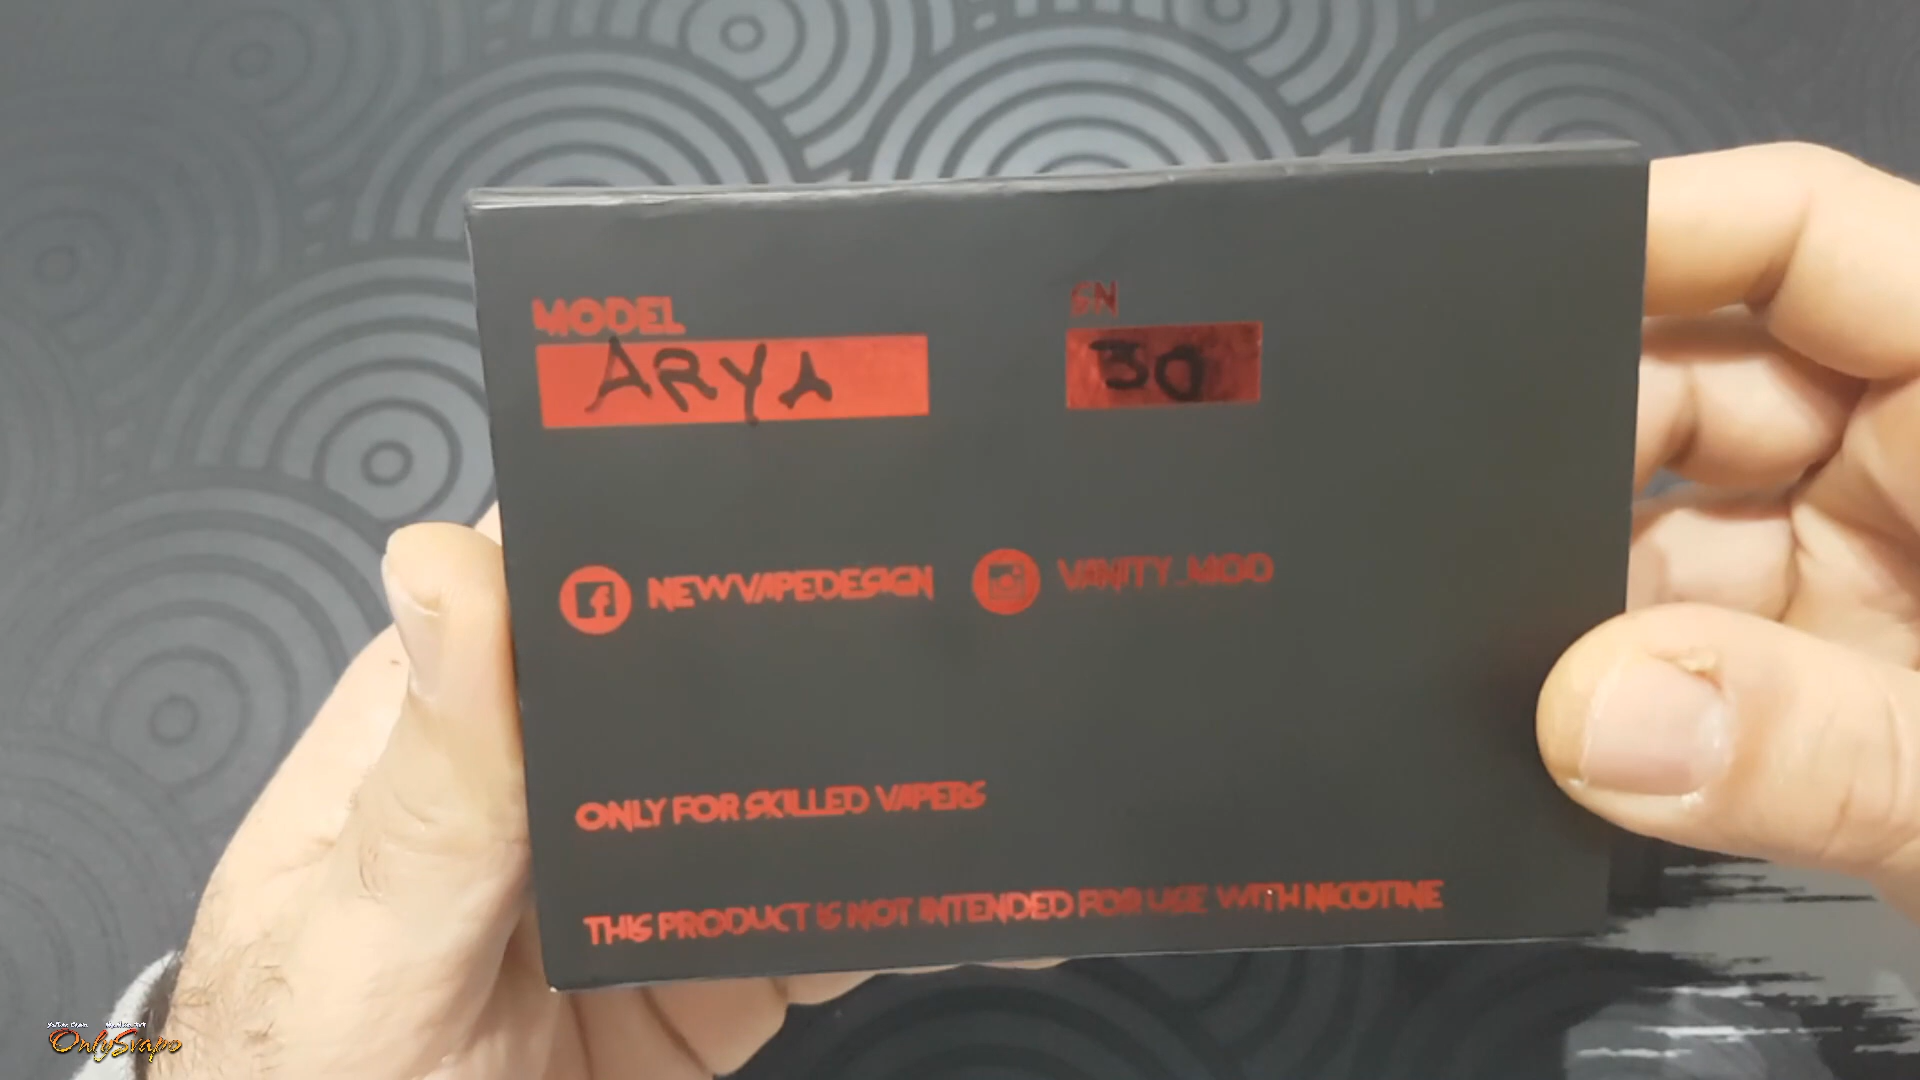 MODEL
SN
ARYA
30
NEWVAPEDESIGN
VANITY_MOD
ONLY FOR SKILLED VAPERS
THIS PRODUCT IS NOT INTENDED FOR USE WITH NICOTINE
OnlySvapo